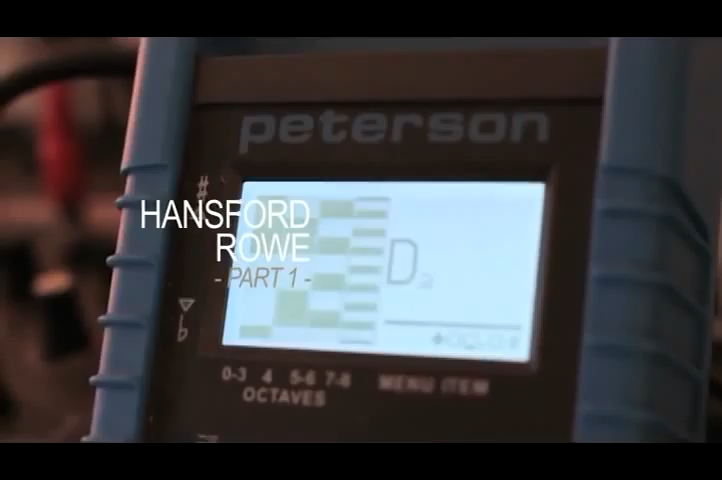 peterson
#
HANSFORD
ROWE
- PART 1 -
D
b
0-3 4 5-6 7-8 MENU ITEM
OCTAVES